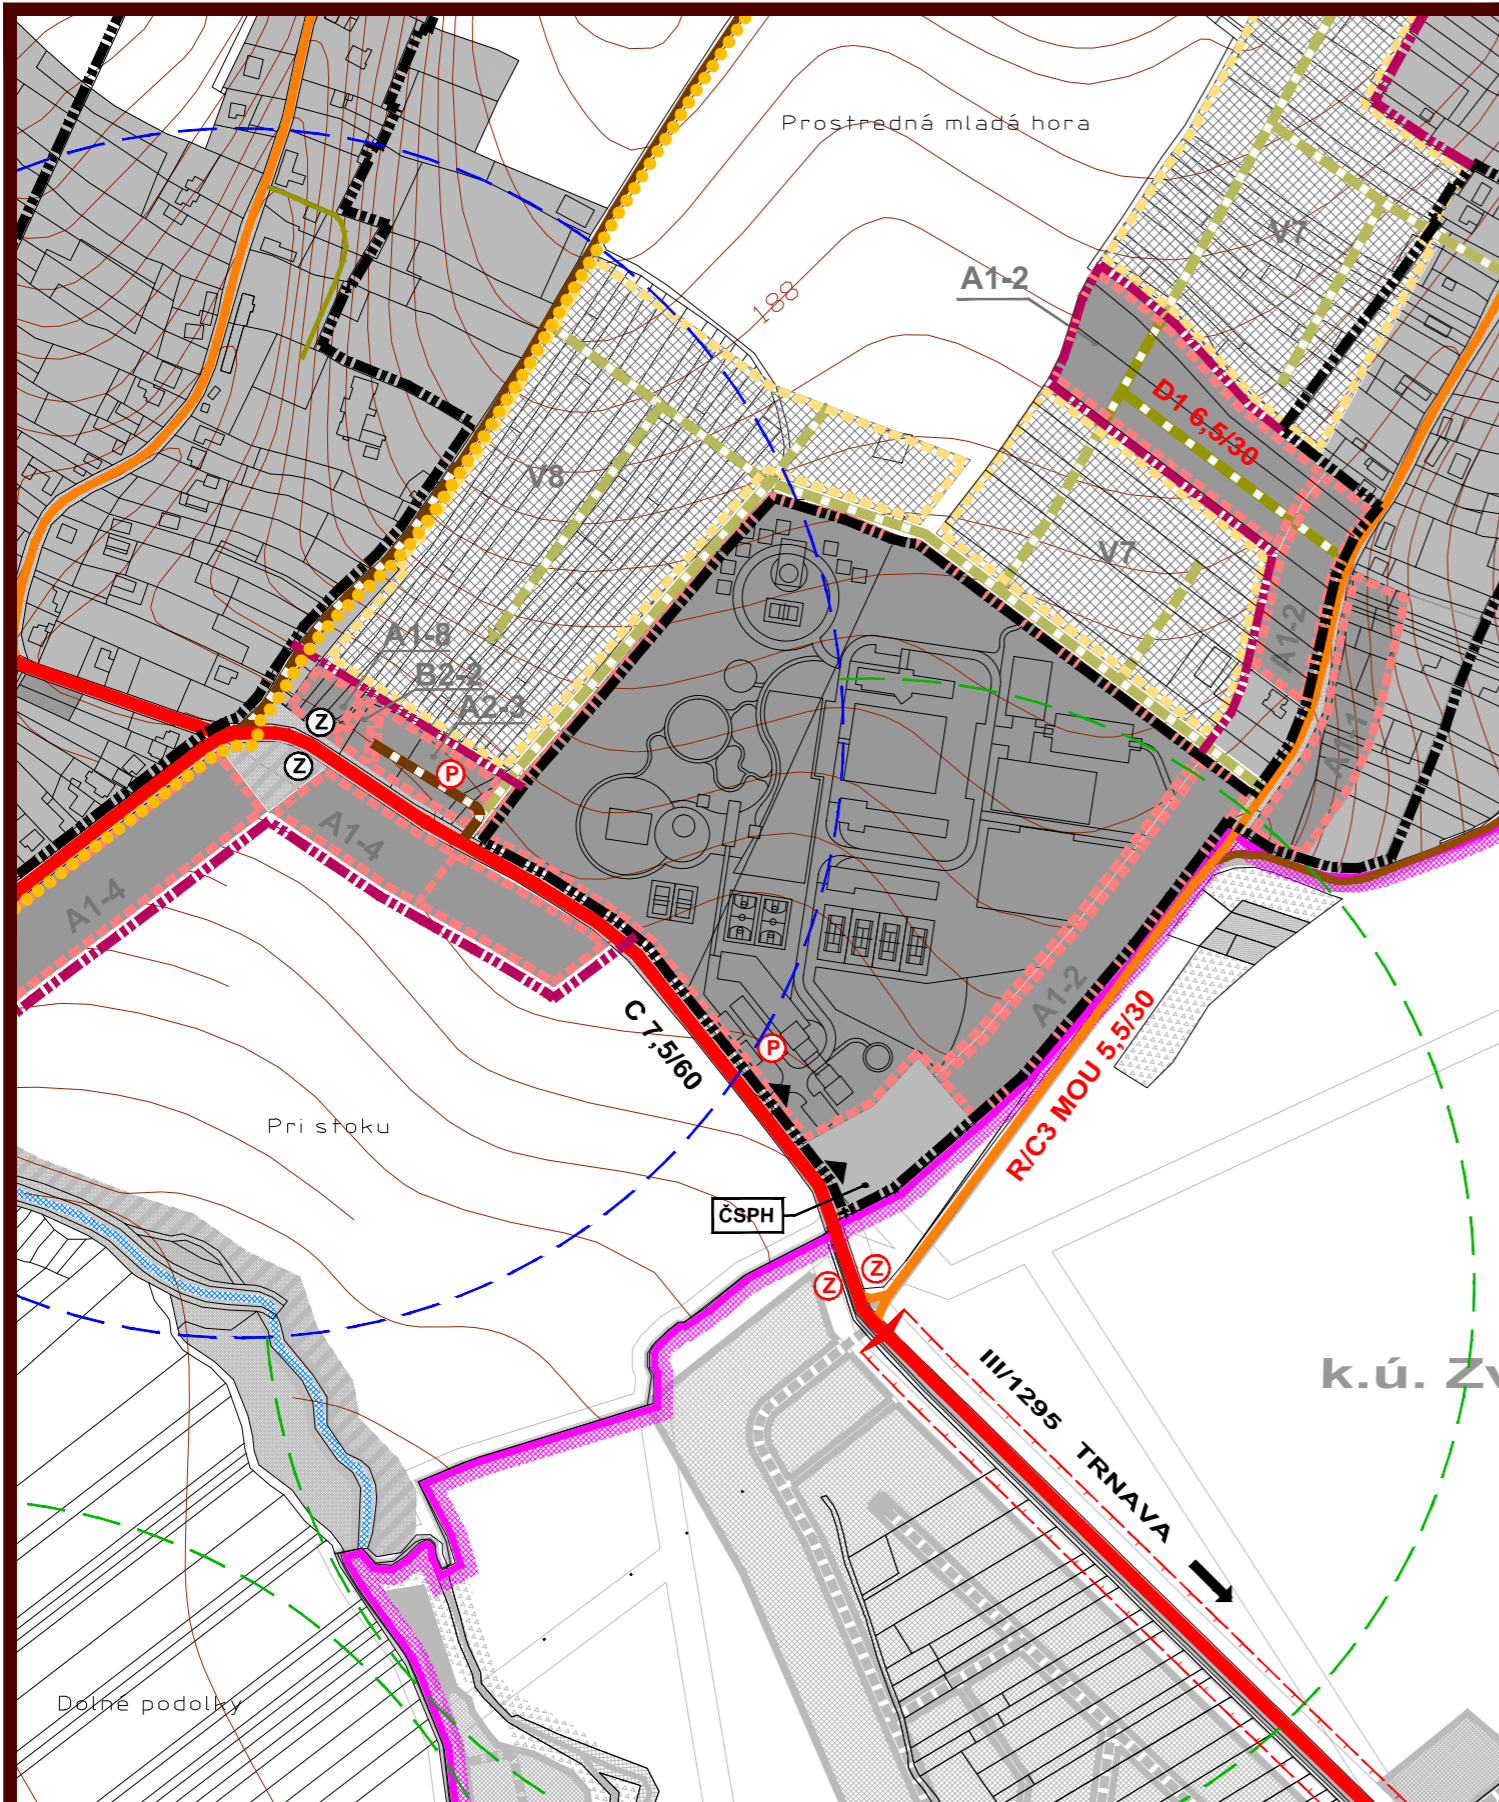 Prostredná mladá hora
188
A1-2
V7
D1 6,5/30
V8
V7
A1-8
B2-2
A2-3
A1-2
Z
Z
P
A1-1
A1-4
A1-4
A1-2
C 7,5/60
P
R/C3 MOU 5,5/30
Pri stoku
ČSPH
Z
Z
III/1295 TRNAVA
k.ú. Zv
Dolné podolky